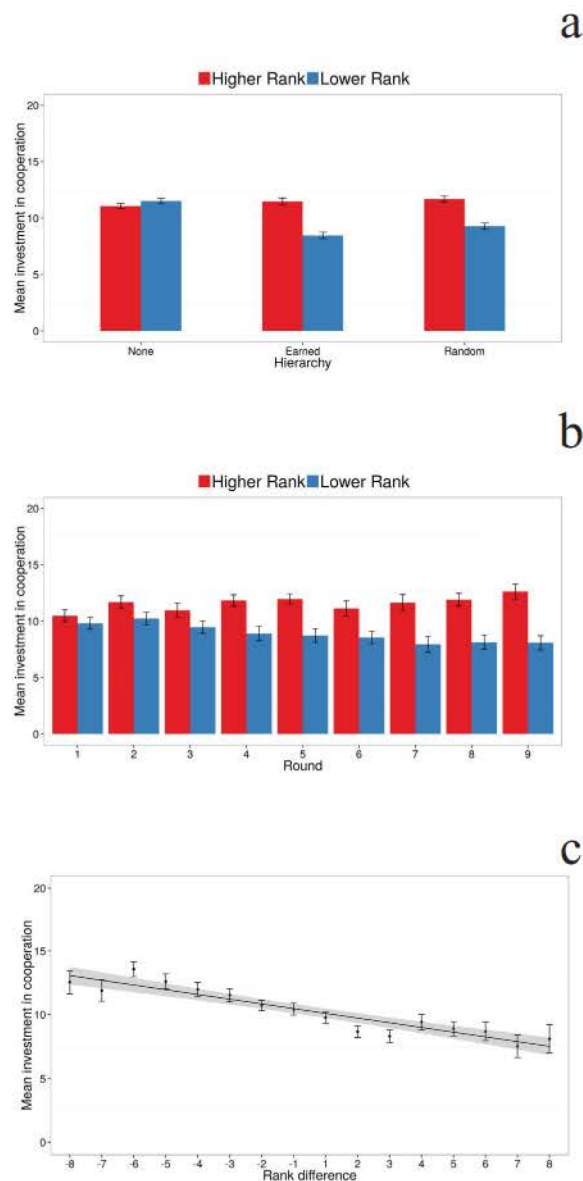 a
Higher Rank Lower Rank
20
15
10
5
0
Mean investment in cooperation
None Earned Random
Hierarchy
b
Higher Rank Lower Rank
20
15
10
5
0
Mean investment in cooperation
1 2 3 4 5 6 7 8 9
Round
c
20
15
10
5
0
Mean investment in cooperation
-8 -7 -6 -5 -4 -3 -2 -1 1 2 3 4 5 6 7 8
Rank difference